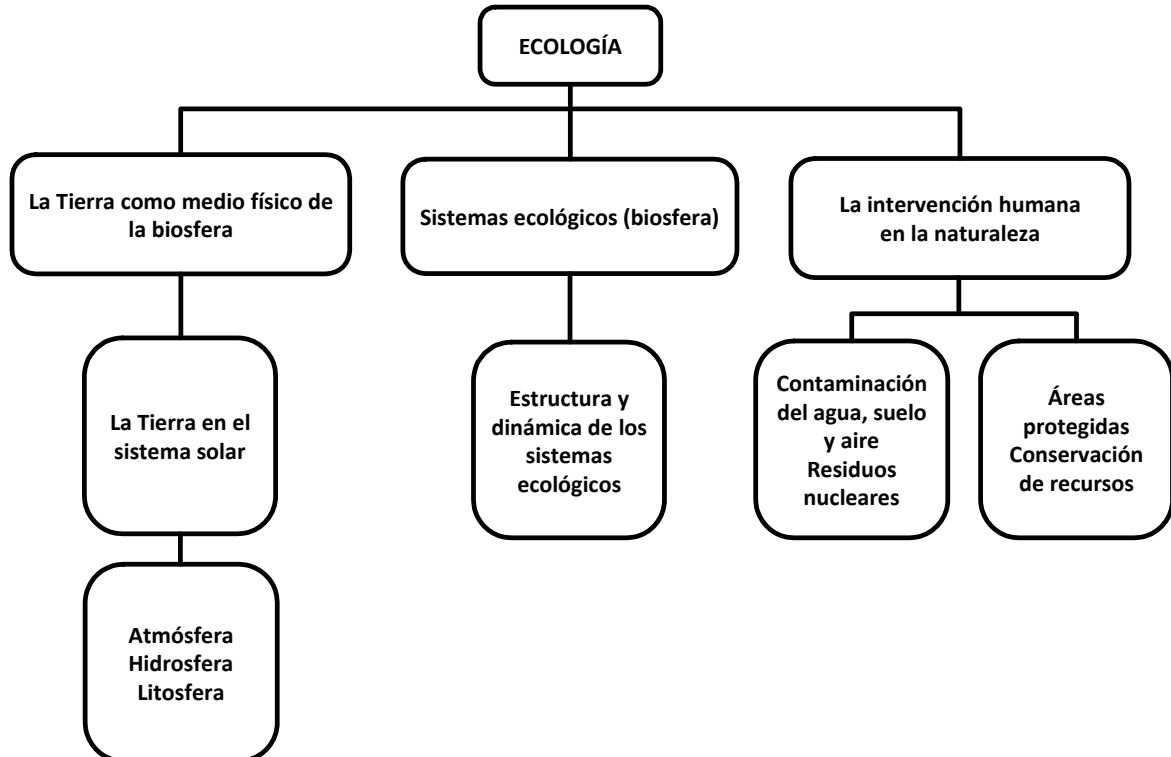 ECOLOGÍA
La Tierra como medio físico de
la biosfera
Sistemas ecológicos (biosfera)
La intervención humana
en la naturaleza
La Tierra en el
sistema solar
Estructura y
dinámica de los
sistemas
ecológicos
Contaminación
del agua, suelo
y aire
Residuos
nucleares
Áreas
protegidas
Conservación
de recursos
Atmósfera
Hidrosfera
Litosfera